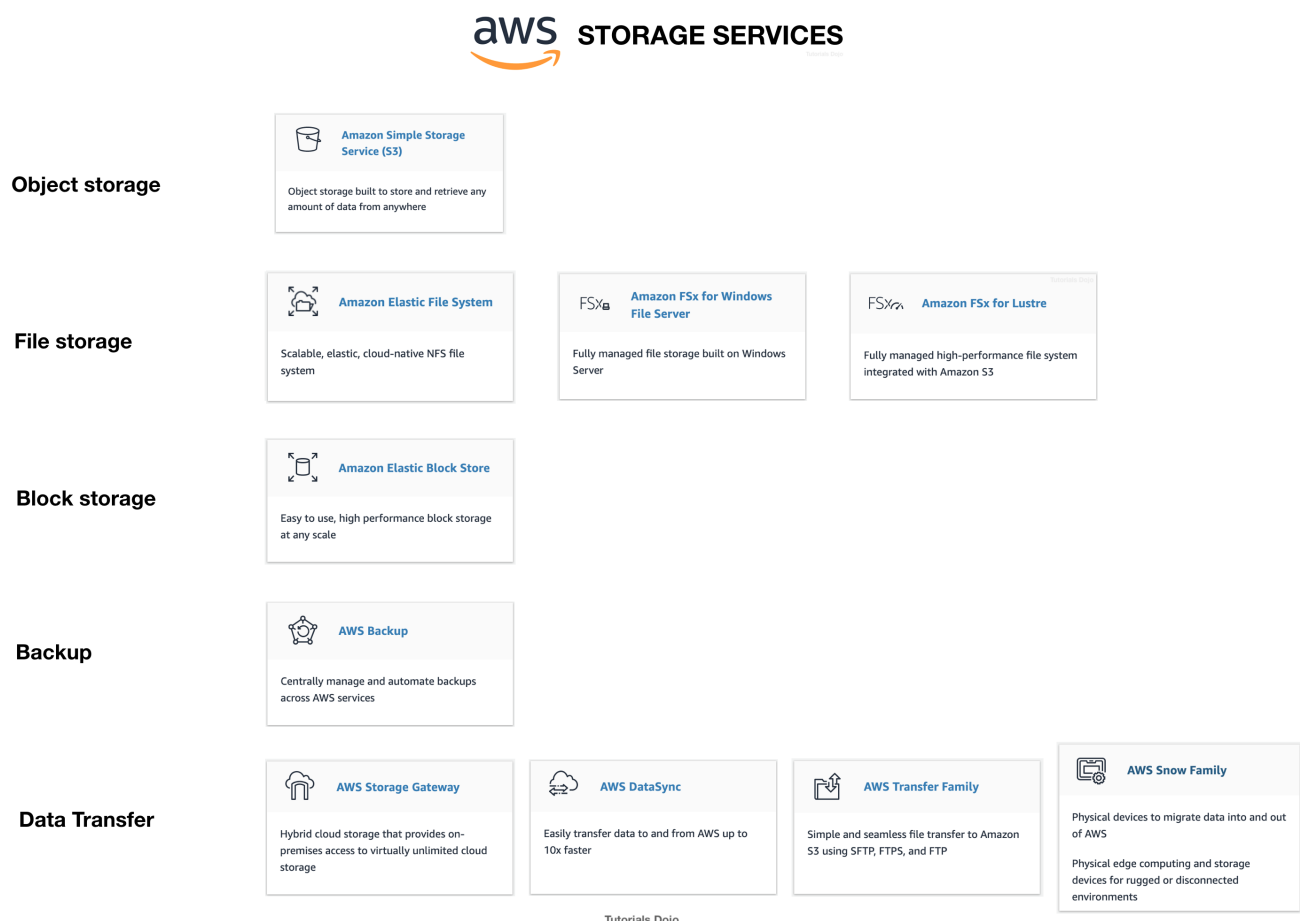 aws STORAGE SERVICES
Tutorials Dojo
Object storage
Amazon Simple Storage
Service (S3)
Object storage built to store and retrieve any
amount of data from anywhere
File storage
Amazon Elastic File System
Scalable, elastic, cloud-native NFS file
system
FSx
Amazon FSx for Windows
File Server
Fully managed file storage built on Windows
Server
Tutorials Dojo
FSx
Amazon FSx for Lustre
Fully managed high-performance file system
integrated with Amazon S3
Block storage
Amazon Elastic Block Store
Easy to use, high performance block storage
at any scale
Backup
AWS Backup
Centrally manage and automate backups
across AWS services
Data Transfer
AWS Storage Gateway
Hybrid cloud storage that provides on-
premises access to virtually unlimited cloud
storage
AWS DataSync
Easily transfer data to and from AWS up to
10x faster
AWS Transfer Family
Simple and seamless file transfer to Amazon
S3 using SFTP, FTPS, and FTP
AWS Snow Family
Physical devices to migrate data into and out
of AWS
Physical edge computing and storage
devices for rugged or disconnected
environments
Tutorials Dojo